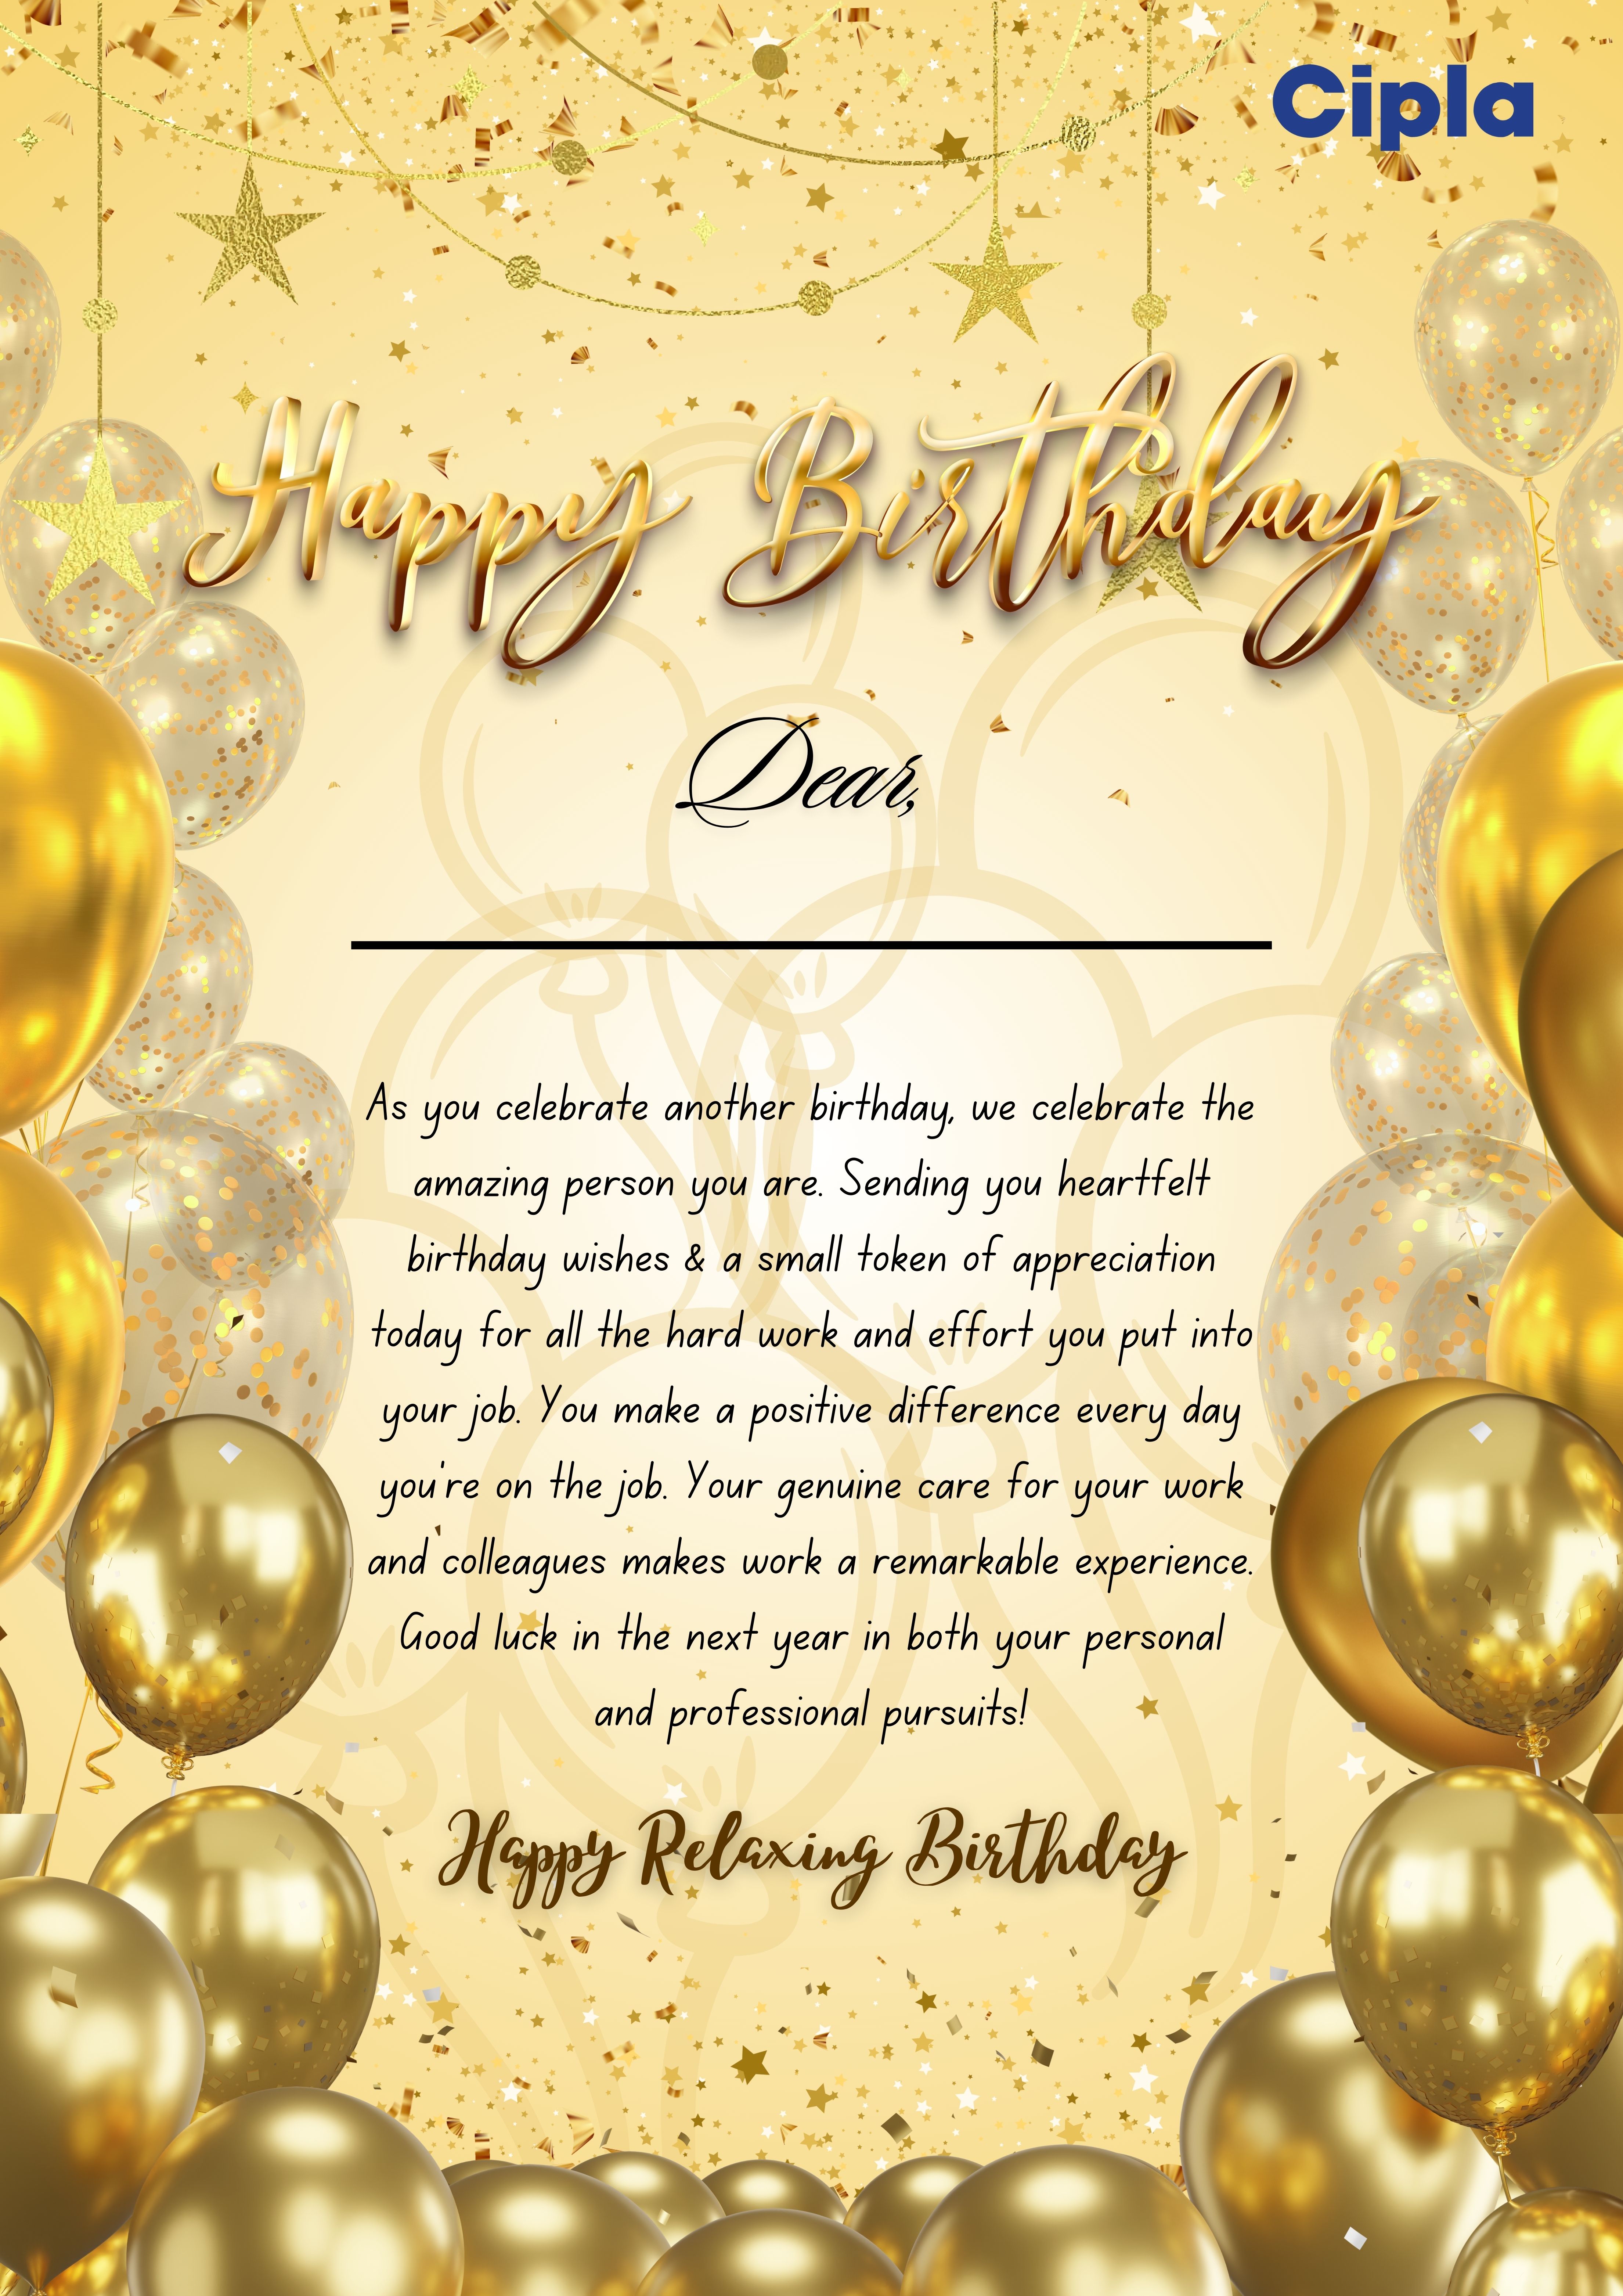 Cipla
Happy Birthday
Dear,
As you celebrate another birthday, we celebrate the
amazing person you are. Sending you heartfelt
birthday wishes & a small token of appreciation
today for all the hard work and effort you put into
your job. You make a positive difference every day
you're on the job. Your genuine care for your work
and colleagues makes work a remarkable experience.
Good luck in the next year in both your personal
and professional pursuits!
Happy Relaxing Birthday